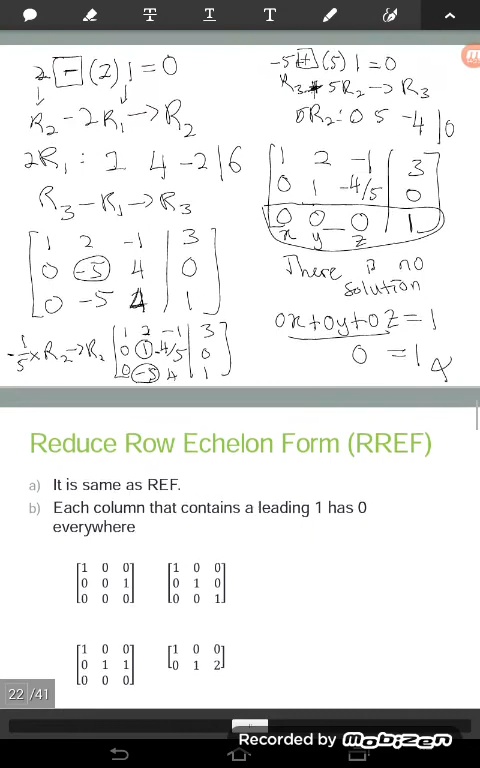 2 - (2) 1 = 0
R₂ - 2R₁ → R₂
2R₁ : 2 4 -2 | 6
R₃ - R₁ → R₃
1 2 -1 3
0 -5 4 0
0 -5 4 1
-1/5 × R₂ → R₂
1 2 -1 3
0 1 -4/5 0
0 -5 4 1
-5 + (5) 1 = 0
R₃ + 5R₂ → R₃
5R₂ : 0 5 -4 | 0
1 2 -1 3
0 1 -4/5 0
0 0 0 1
x y z
There is no
solution
0x+0y+0z = 1
0 = 1
Reduce Row Echelon Form (RREF)
a) It is same as REF.
b) Each column that contains a leading 1 has 0
everywhere
1 0 0 1 0 0
0 0 1 0 1 0
0 0 0 0 0 1
1 0 0 1 0 0
0 1 1 0 1 2
0 0 0
22 /41
Recorded by mobizen